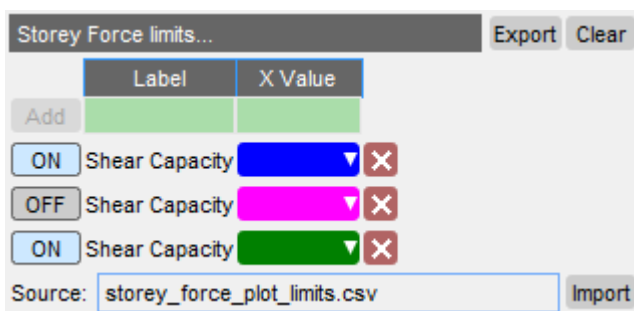 Storey Force limits... Export Clear
Label X Value
Add
ON Shear Capacity
OFF Shear Capacity
ON Shear Capacity
Source: storey_force_plot_limits.csv Import